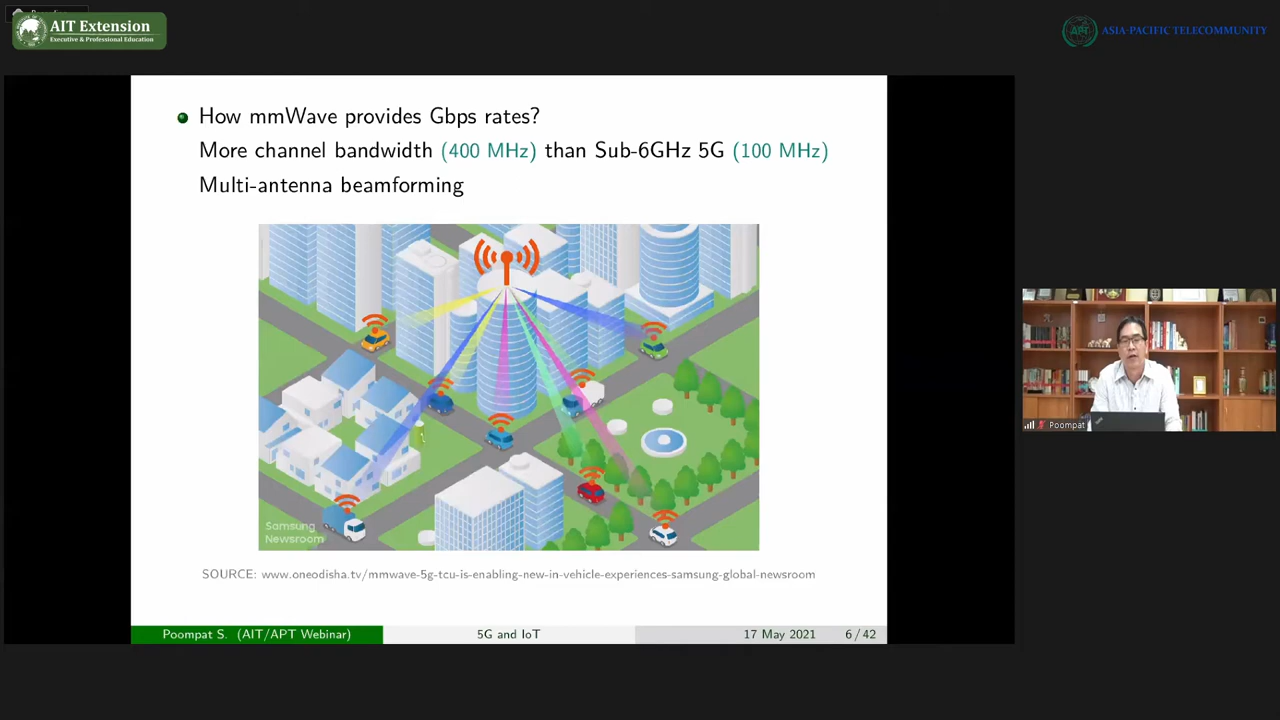 AIT Extension
Executive & Professional Education
APT
ASIA-PACIFIC TELECOMMUNITY
How mmWave provides Gbps rates?
More channel bandwidth (400 MHz) than Sub-6GHz 5G (100 MHz)
Multi-antenna beamforming
Samsung
Newsroom
SOURCE: www.oneodisha.tv/mmwave-5g-tcu-is-enabling-new-in-vehicle-experiences-samsung-global-newsroom
Poompat
Poompat S. (AIT/APT Webinar)
5G and IoT
17 May 2021
6 / 42